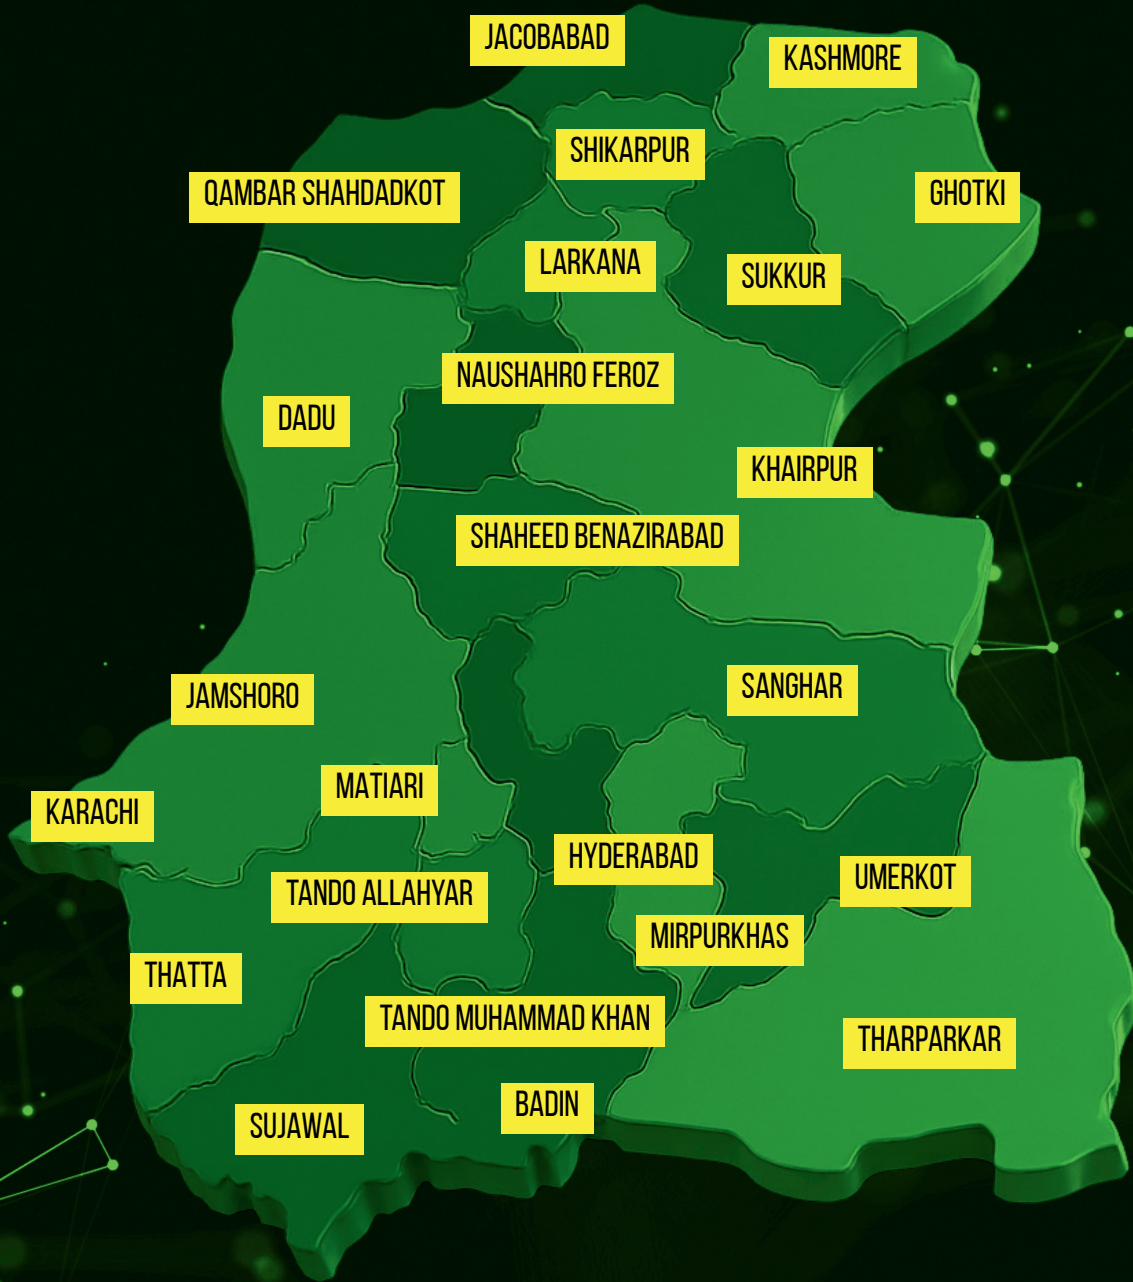 JACOBABAD
KASHMORE
SHIKARPUR
QAMBAR SHAHDADKOT
GHOTKI
LARKANA
SUKKUR
NAUSHAHRO FEROZ
DADU
KHAIRPUR
SHAHEED BENAZIRABAD
SANGHAR
JAMSHORO
MATIARI
KARACHI
HYDERABAD
UMERKOT
TANDO ALLAHYAR
MIRPURKHAS
THATTA
TANDO MUHAMMAD KHAN
THARPARKAR
BADIN
SUJAWAL